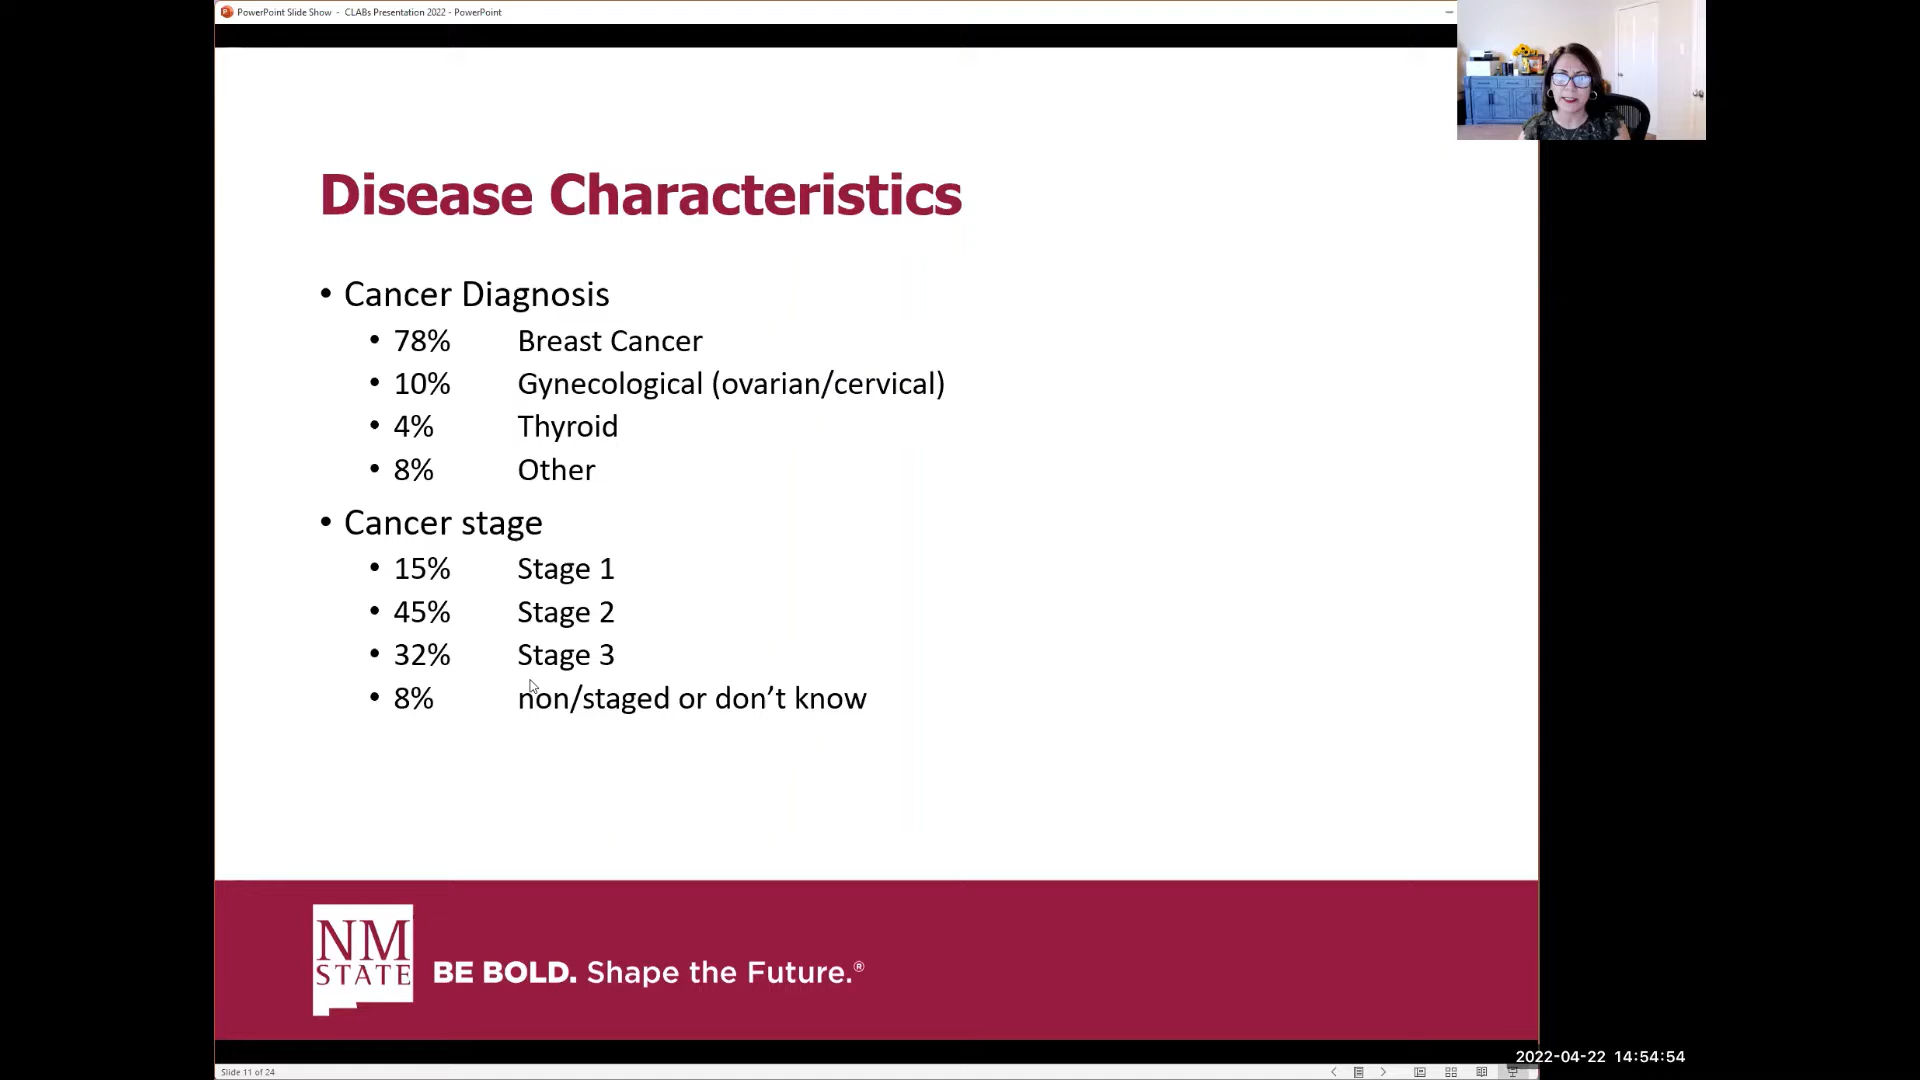 PowerPoint Slide Show - CLABs Presentation 2022 - PowerPoint
Disease Characteristics
• Cancer Diagnosis
• 78% Breast Cancer
• 10% Gynecological (ovarian/cervical)
• 4% Thyroid
• 8% Other
• Cancer stage
• 15% Stage 1
• 45% Stage 2
• 32% Stage 3
• 8% non/staged or don’t know
NM
STATE
BE BOLD. Shape the Future.®
2022-04-22 14:54:54
Slide 11 of 24